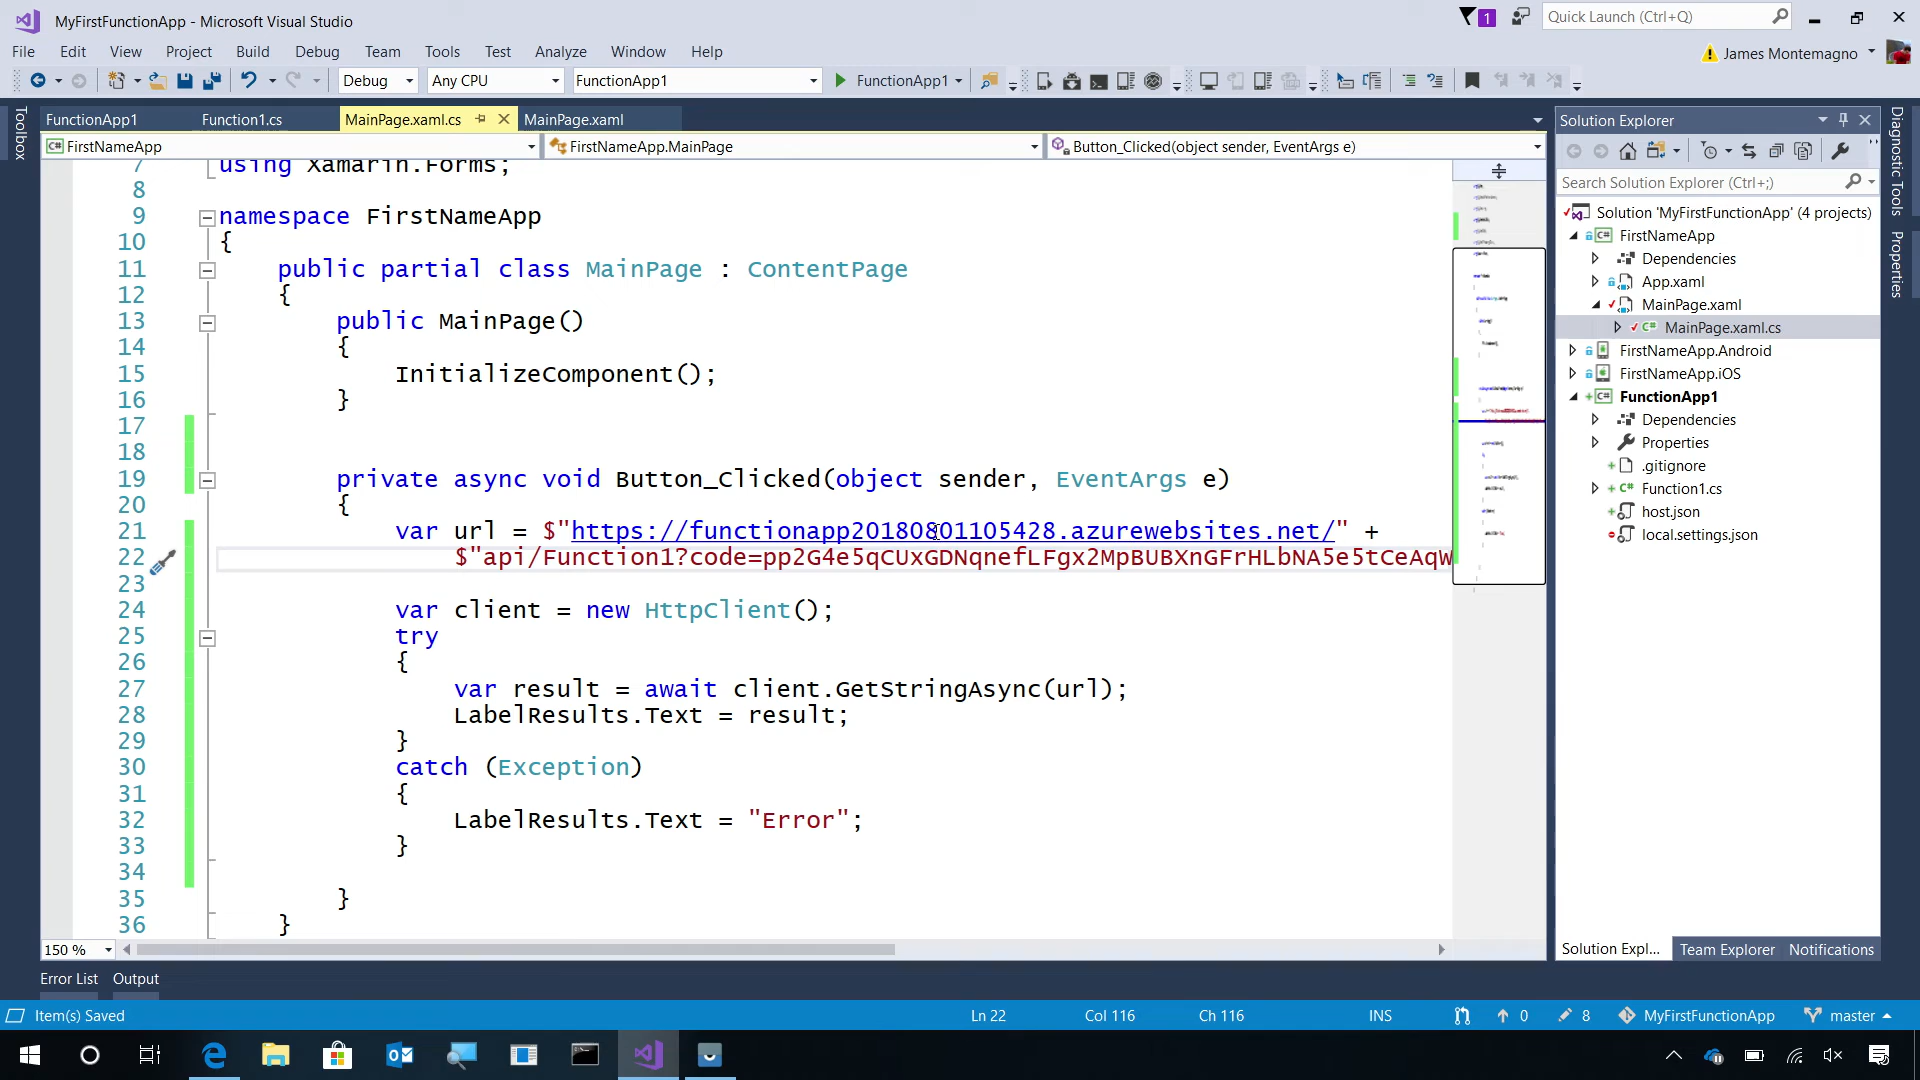 MyFirstFunctionApp - Microsoft Visual Studio
1
Quick Launch (Ctrl+Q)
File Edit View Project Build Debug Team Tools Test Analyze Window Help
James Montemagno
Debug Any CPU FunctionApp1 FunctionApp1
Toolbox
FunctionApp1 Function1.cs MainPage.xaml.cs MainPage.xaml
FirstNameApp FirstNameApp.MainPage Button_Clicked(object sender, EventArgs e)
7 using Xamarin.Forms;
8
9 namespace FirstNameApp
10 {
11 public partial class MainPage : ContentPage
12 {
13 public MainPage()
14 {
15 InitializeComponent();
16 }
17
18
19 private async void Button_Clicked(object sender, EventArgs e)
20 {
21 var url = $"https://functionapp20180801105428.azurewebsites.net/" +
22 $"api/Function1?code=pp2G4e5qCUxGDNqnefLFgx2MpBUBXnGFrHLbNA5e5tCeAqW
23
24 var client = new HttpClient();
25 try
26 {
27 var result = await client.GetStringAsync(url);
28 LabelResults.Text = result;
29 }
30 catch (Exception)
31 {
32 LabelResults.Text = "Error";
33 }
34
35 }
36 }
150 %
Solution Explorer
Search Solution Explorer (Ctrl+;)
Solution 'MyFirstFunctionApp' (4 projects)
FirstNameApp
Dependencies
App.xaml
MainPage.xaml
MainPage.xaml.cs
FirstNameApp.Android
FirstNameApp.iOS
FunctionApp1
Dependencies
Properties
.gitignore
Function1.cs
host.json
local.settings.json
Solution Expl... Team Explorer Notifications
Diagnostic Tools
Properties
Error List Output
Item(s) Saved Ln 22 Col 116 Ch 116 INS 0 8 MyFirstFunctionApp master